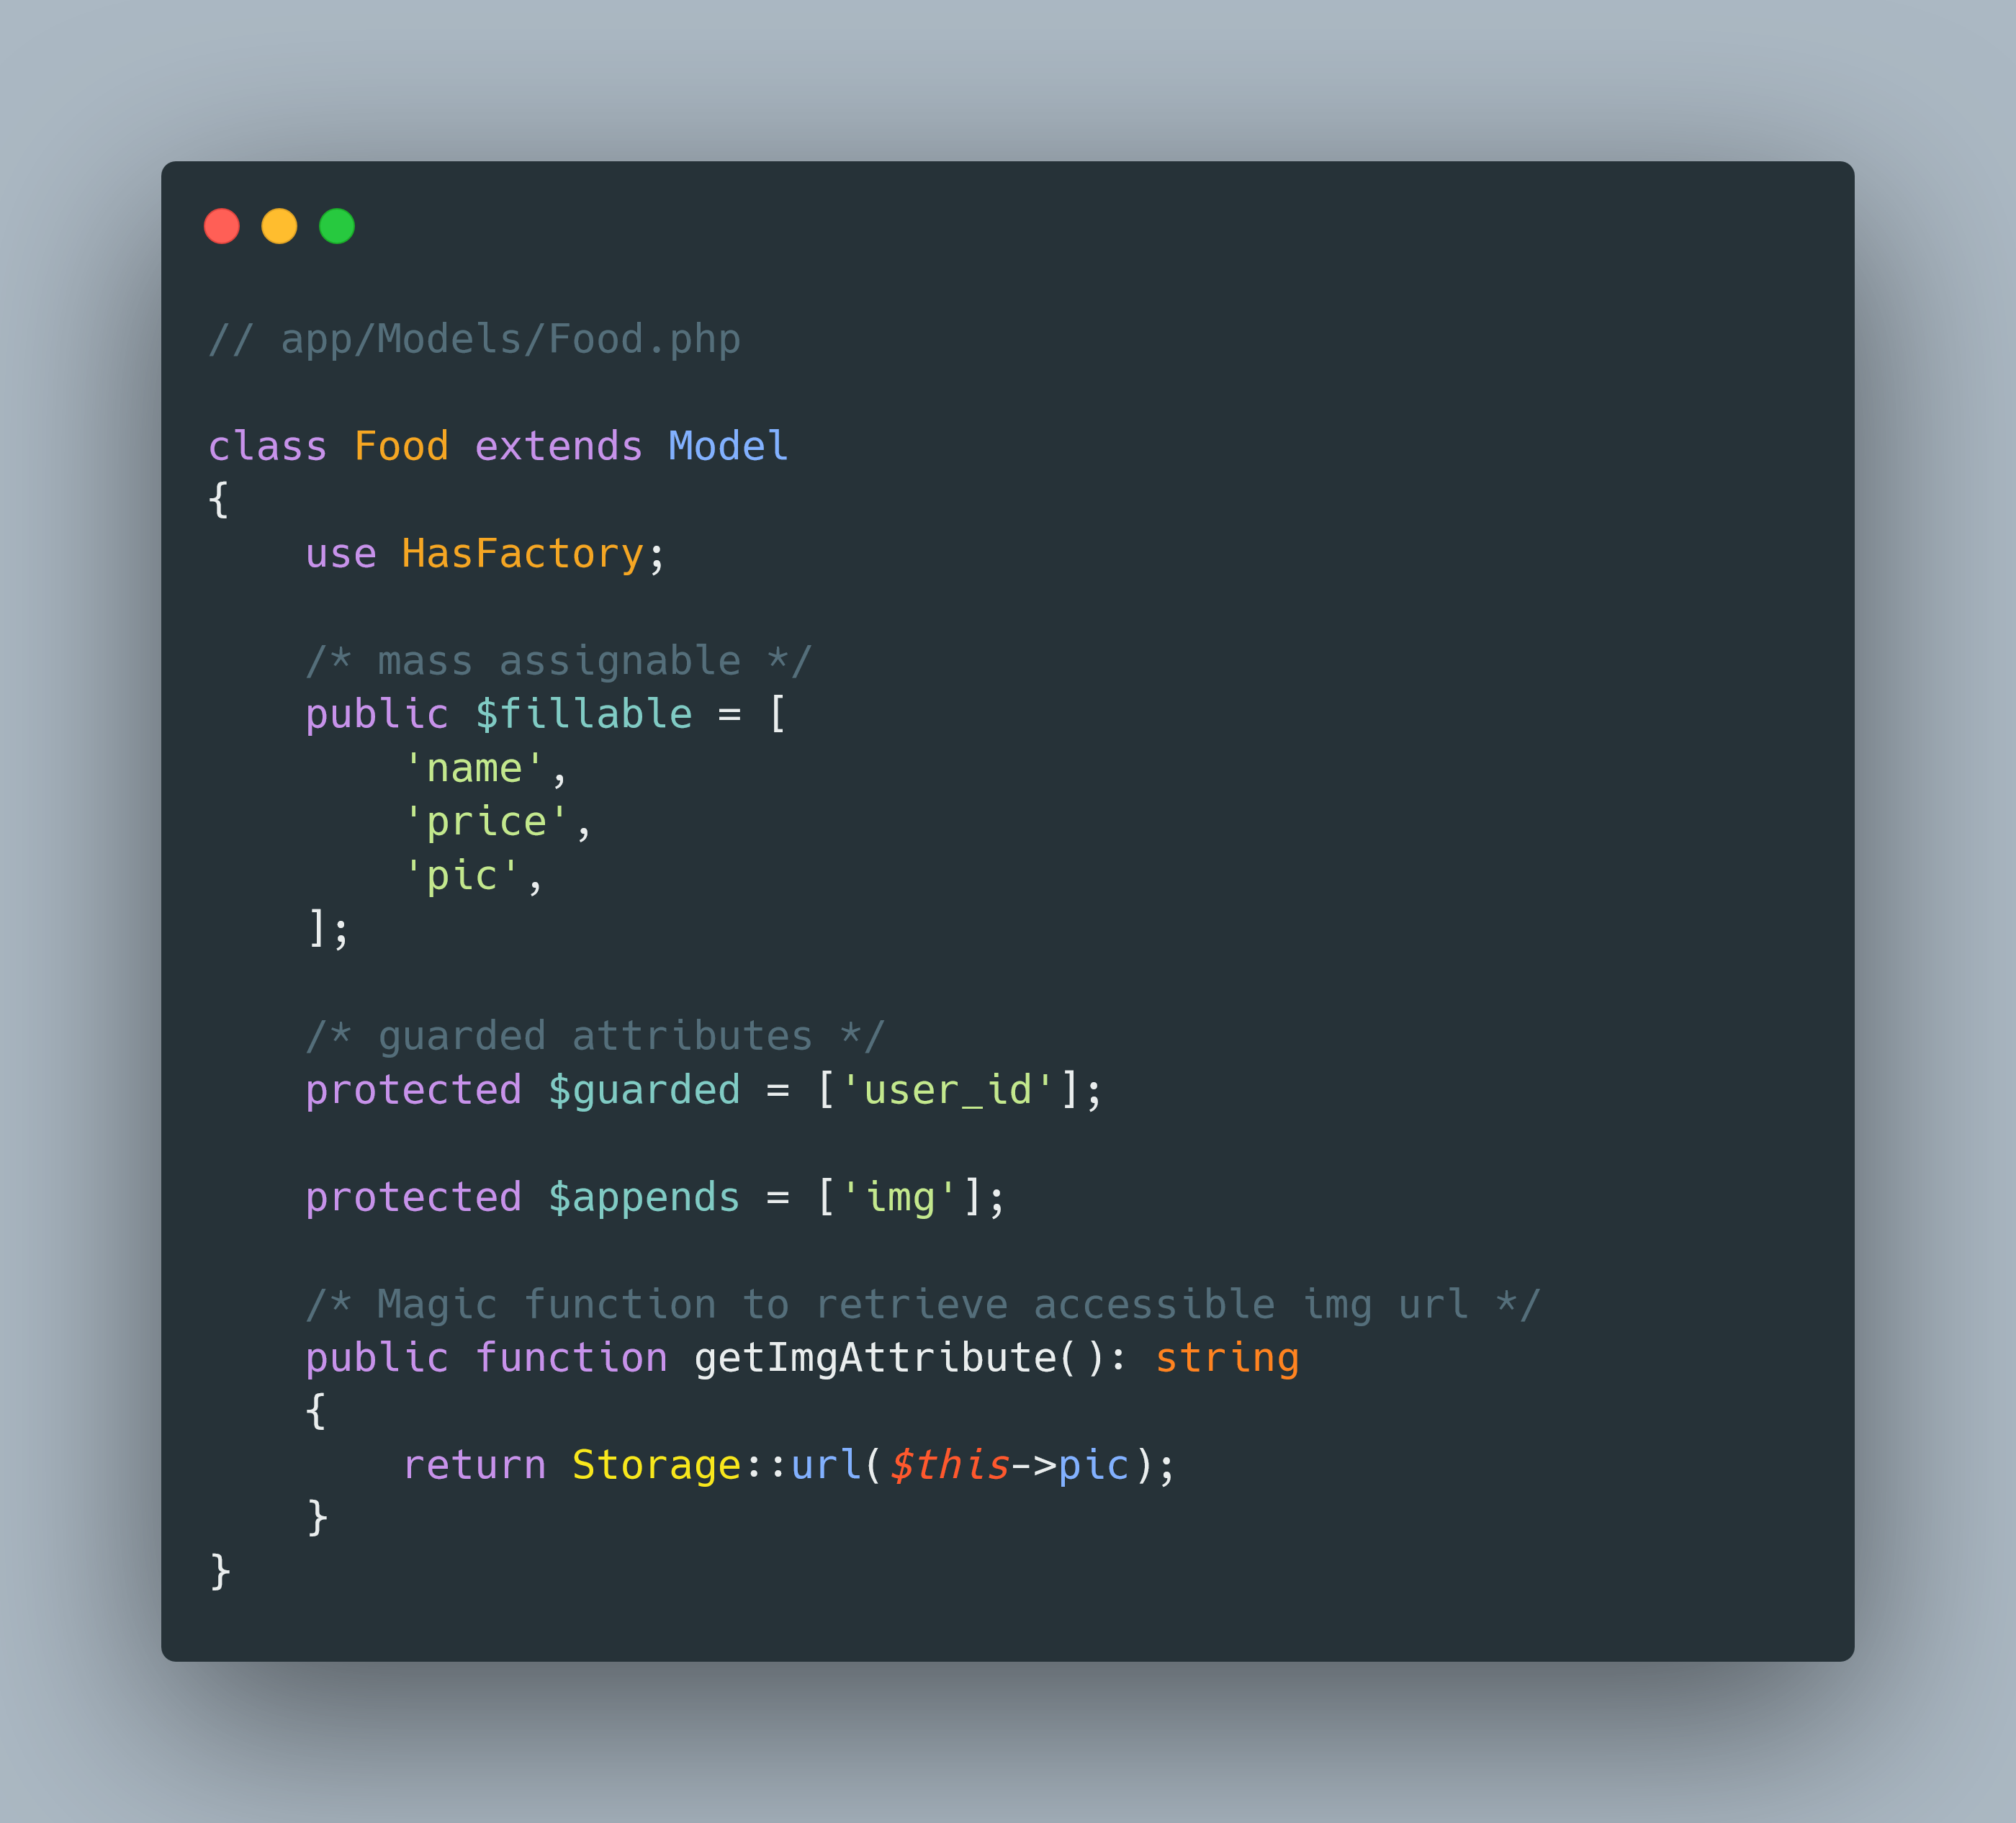 // app/Models/Food.php
class Food extends Model
{
use HasFactory;
/* mass assignable */
public $fillable = [
'name',
'price',
'pic',
];
/* guarded attributes */
protected $guarded = ['user_id'];
protected $appends = ['img'];
/* Magic function to retrieve accessible img url */
public function getImgAttribute(): string
{
return Storage::url($this->pic);
}
}